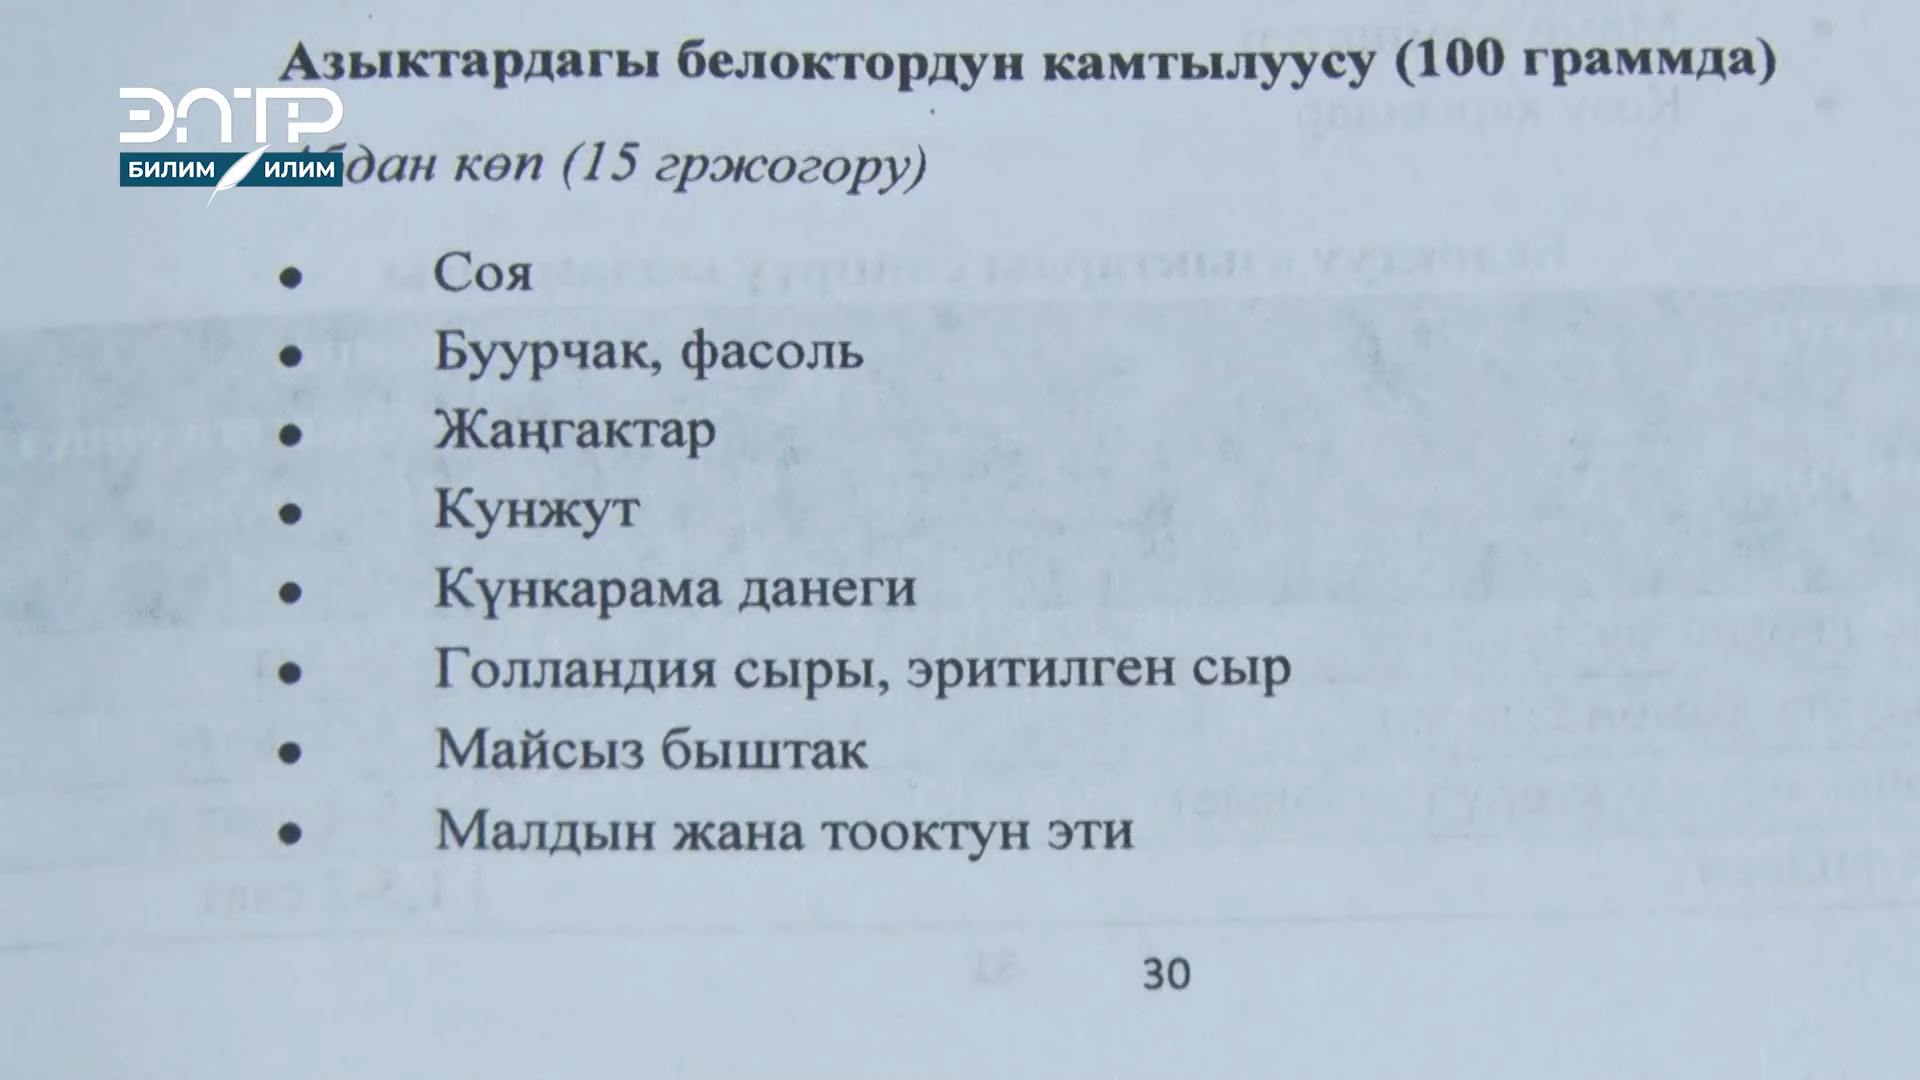 Азыктардагы белоктордун камтылуусу (100 граммда)
ЭЛТР
БИЛИМ ИЛИМ
көп (15 гржогору)
• Соя
• Буурчак, фасоль
• Жаңгактар
• Кунжут
• Күнкарама данеги
• Голландия сыры, эритилген сыр
• Майсыз быштак
• Малдын жана тооктун эти
30